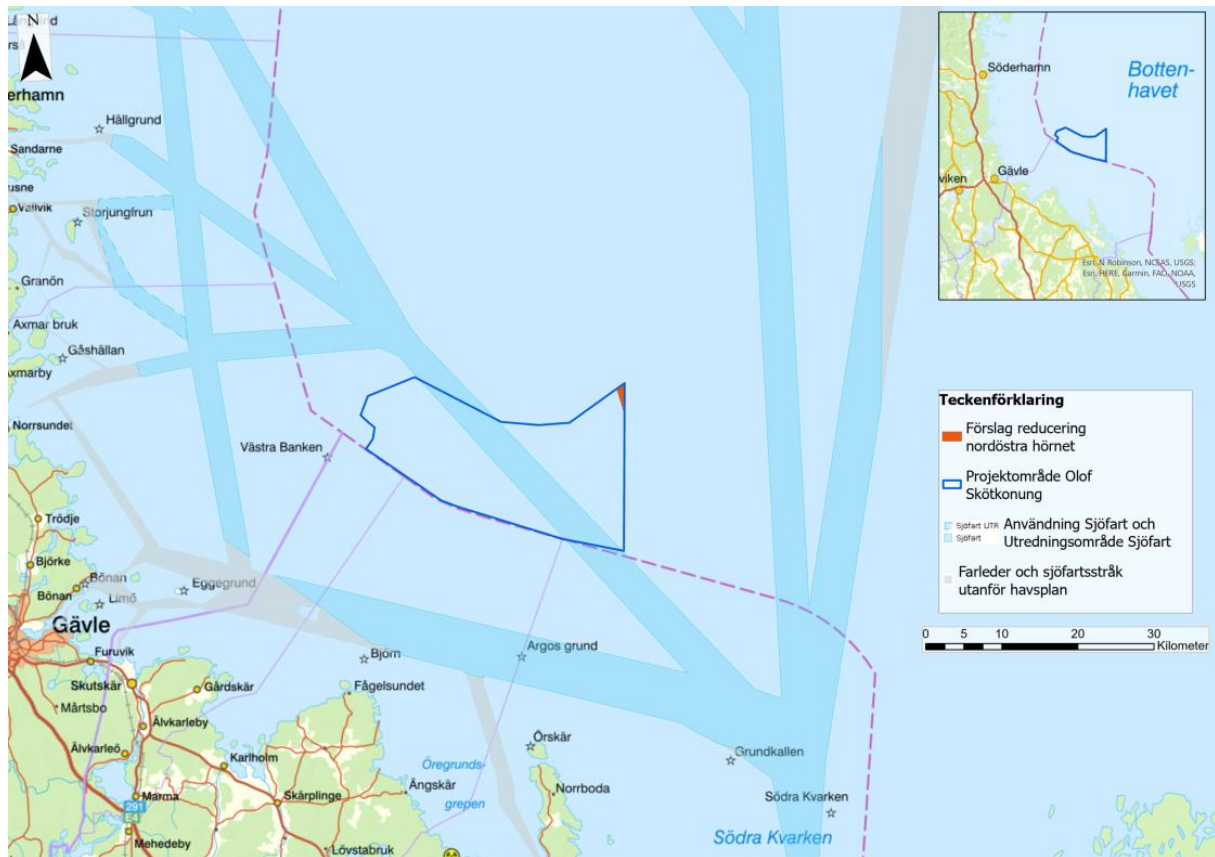 N
erhamn
Hällgrund
Sandarne
usne
Vallvik
Storjungfrun
Granön
Axmar bruk
Gåshällan
xmarby
Norrsundet
Västra Banken
Trödje
Björke
Bönan
Bönan
Limö
Eggegrund
Gävle
Furuvik
Skutskär
Gårdskär
Mårtsbo
Älvkarleby
Älvkarleö
Karlholm
Marma
Skärplinge
291
E4
Mehedeby
Lövstabruk
Björn
Fågelsundet
Argos grund
Örskär
Öregrunds-
grepen
Ängskär
Norrboda
Grundkallen
Södra Kvarken
Södra Kvarken
Söderhamn
Botten-
havet
Gävle
viken
Esri, N Robinson, NCEAS, USGS;
Esri, HERE, Garmin, FAO, NOAA,
USGS
Teckenförklaring
Förslag reducering
nordöstra hörnet
Projektområde Olof
Skötkonung
Sjöfart UTR
Sjöfart
Användning Sjöfart och
Utredningsområde Sjöfart
Farleder och sjöfartsstråk
utanför havsplan
0 5 10 20 30
Kilometer